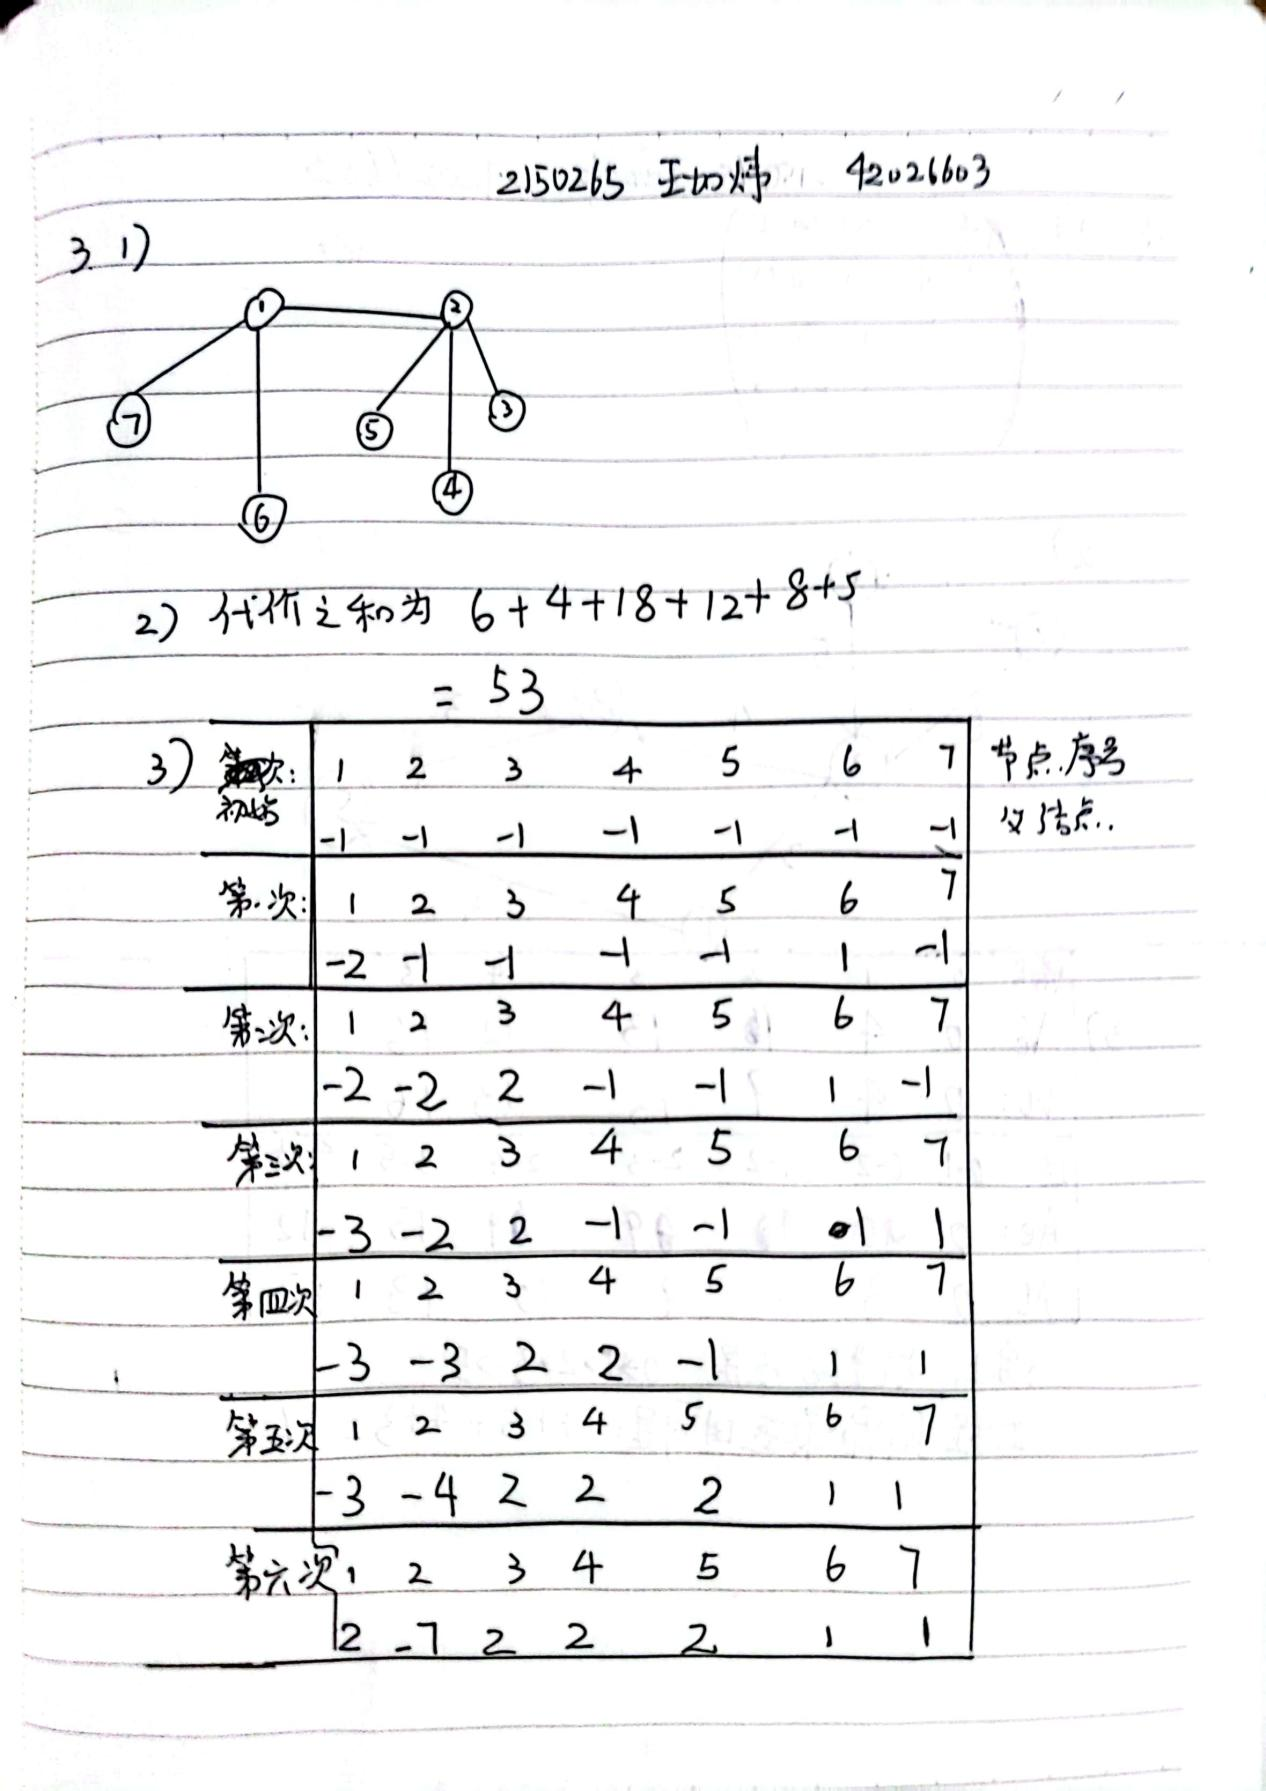 2150265 王 炜 42026603
3. 1)
1 2
7 5 3
4
6
2) 代价之和为 6+4+18+12+8+5
= 53
3) 次: 1 2 3 4 5 6 7 节点序号
初始 -1 -1 -1 -1 -1 -1 -1 父结点.
第一次: 1 2 3 4 5 6 7
-2 -1 -1 -1 -1 1 -1
第二次: 1 2 3 4 5 6 7
-2 -2 2 -1 -1 1 -1
第三次: 1 2 3 4 5 6 7
-3 -2 2 -1 -1 1 1
第四次 1 2 3 4 5 6 7
-3 -3 2 2 -1 1 1
第五次 1 2 3 4 5 6 7
-3 -4 2 2 2 1 1
第六次 1 2 3 4 5 6 7
2 -7 2 2 2 1 1